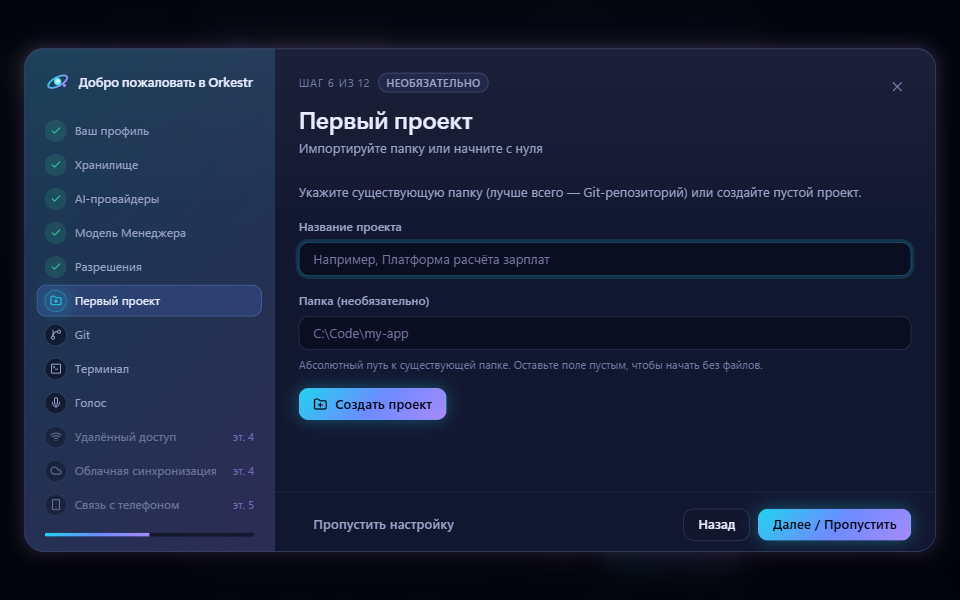 Добро пожаловать в Orkestr
Ваш профиль
Хранилище
AI-провайдеры
Модель Менеджера
Разрешения
Первый проект
Git
Терминал
Голос
Удалённый доступ эт. 4
Облачная синхронизация эт. 4
Связь с телефоном эт. 5
ШАГ 6 ИЗ 12 НЕОБЯЗАТЕЛЬНО
Первый проект
Импортируйте папку или начните с нуля
Укажите существующую папку (лучше всего — Git-репозиторий) или создайте пустой проект.
Название проекта
Например, Платформа расчёта зарплат
Папка (необязательно)
C:\Code\my-app
Абсолютный путь к существующей папке. Оставьте поле пустым, чтобы начать без файлов.
Создать проект
Пропустить настройку
Назад
Далее / Пропустить